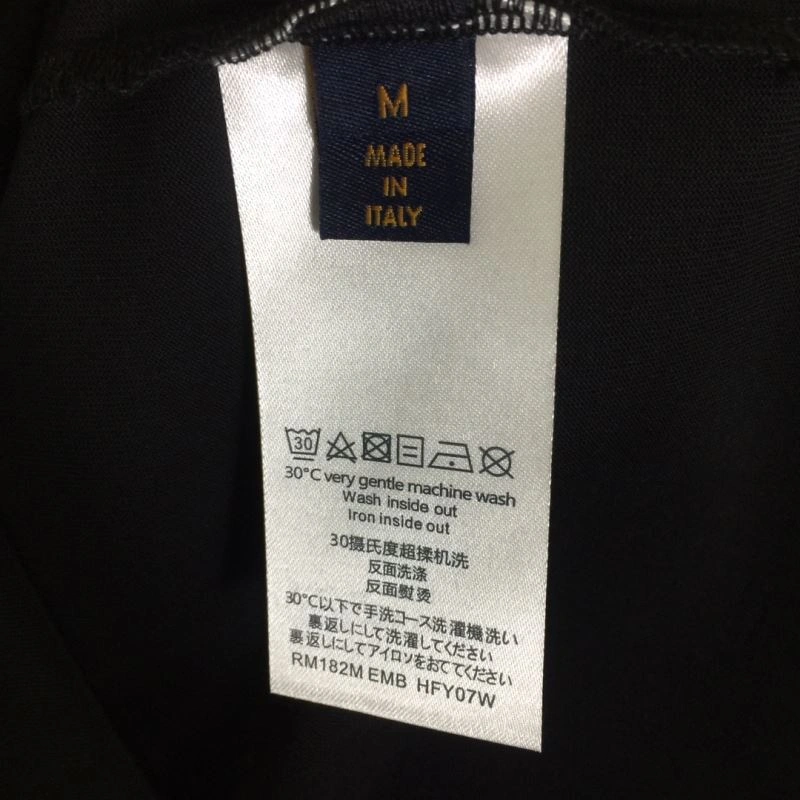 M
MADE
IN
ITALY
30
30°C very gentle machine wash
Wash inside out
Iron inside out
30摄氏度超揉机洗
反面洗涤
反面熨烫
30℃以下で手洗コース洗濯機洗い
裏返しにして洗濯してください
裏返しにしてアイロソをおててください
RM182M EMB HFY07W